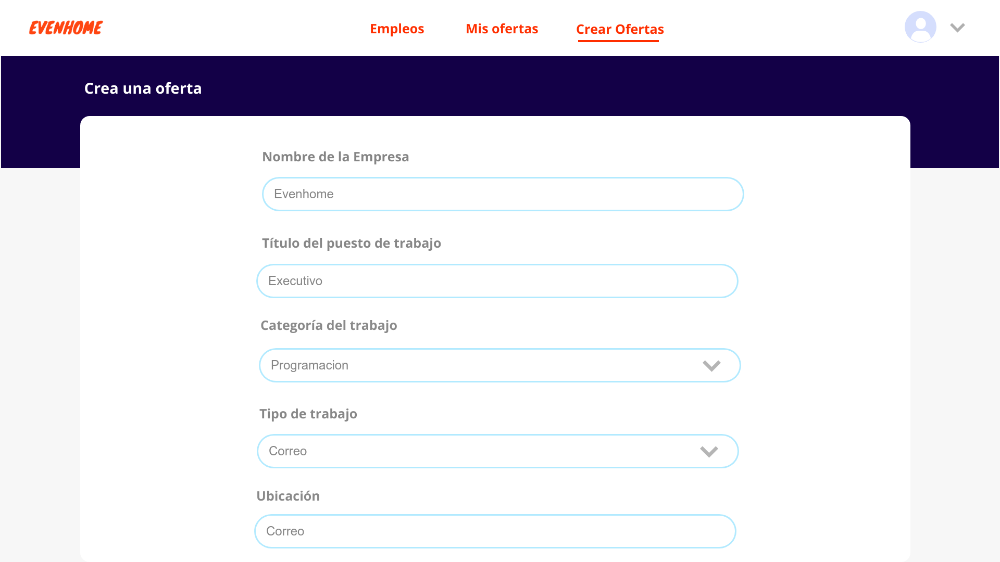 EVENHOME
Empleos
Mis ofertas
Crear Ofertas
Crea una oferta
Nombre de la Empresa
Evenhome
Título del puesto de trabajo
Executivo
Categoría del trabajo
Programacion
Tipo de trabajo
Correo
Ubicación
Correo